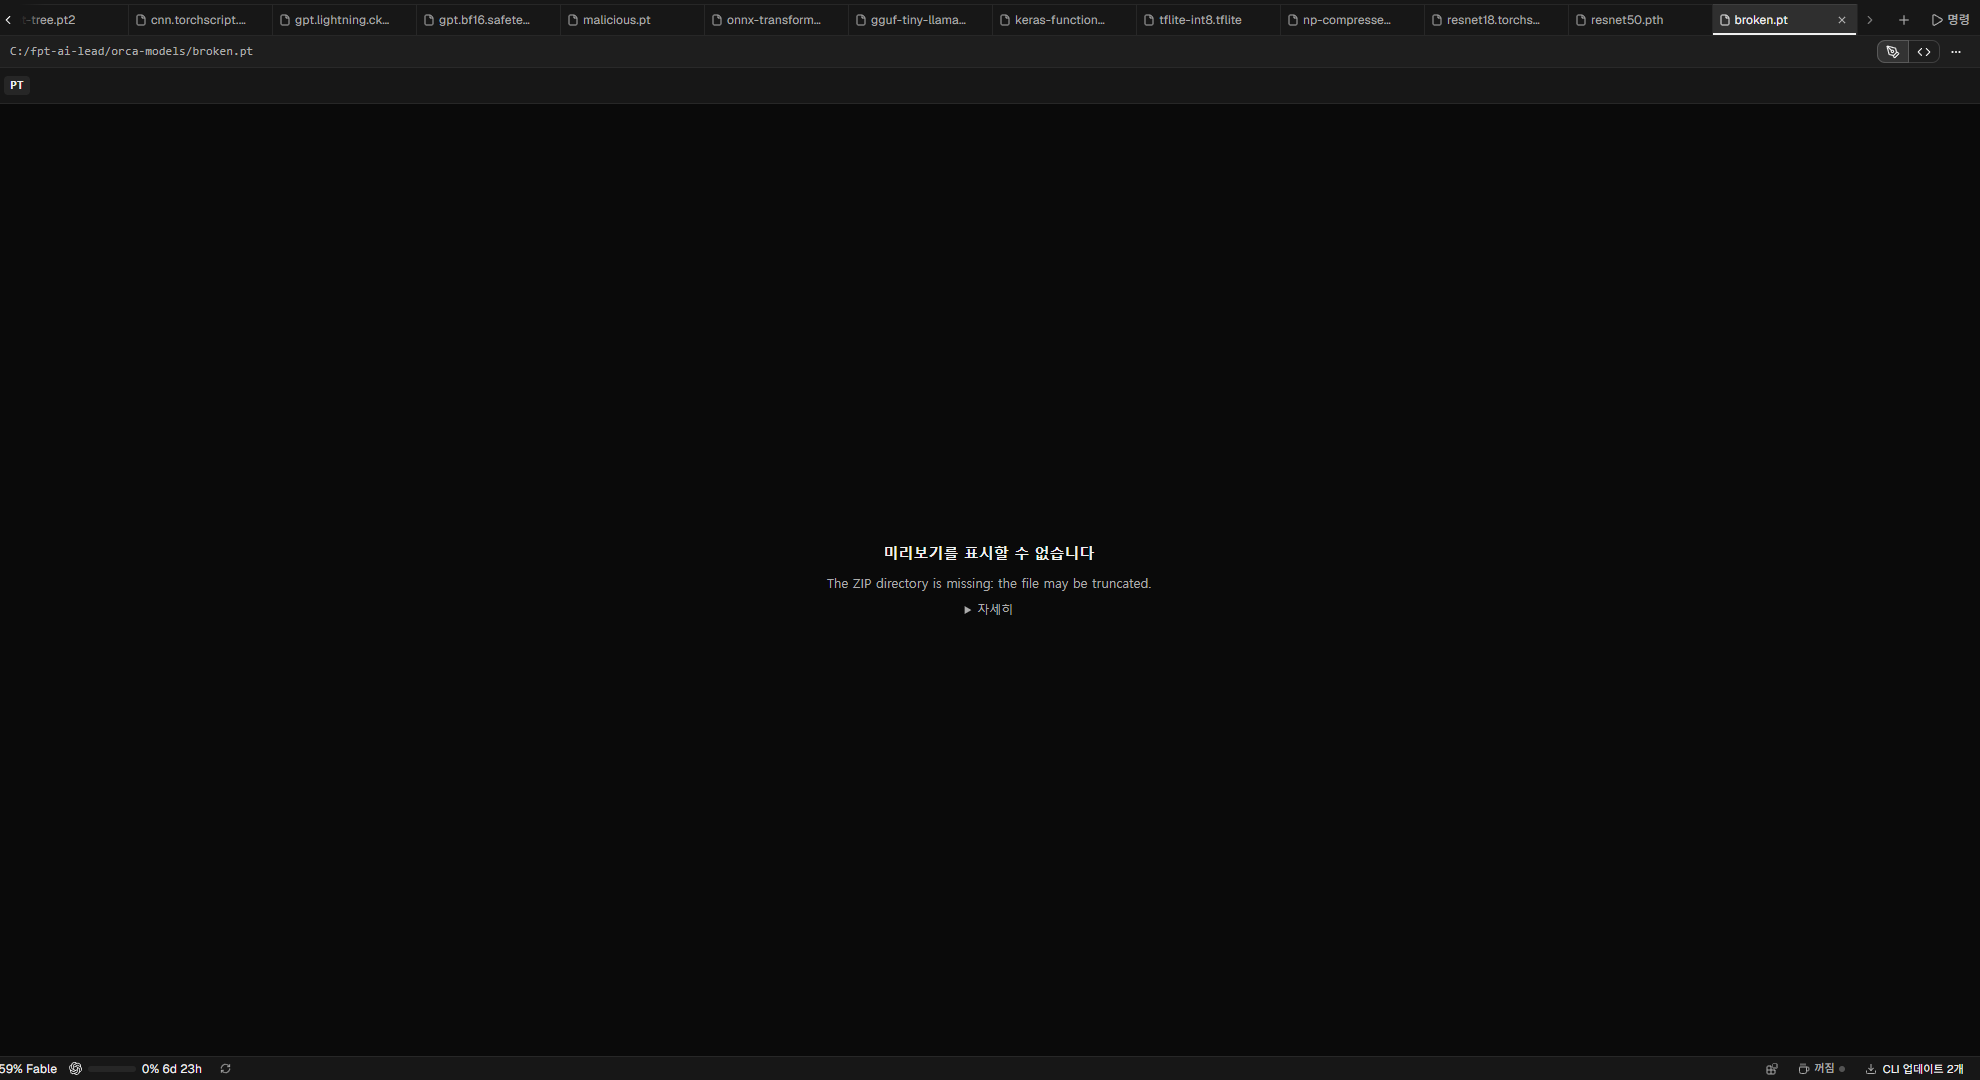 -tree.pt2
cnn.torchscript....
gpt.lightning.ck...
gpt.bf16.safete...
malicious.pt
onnx-transform...
gguf-tiny-llama...
keras-function...
tflite-int8.tflite
np-compresse...
resnet18.torchs...
resnet50.pth
broken.pt
명령
C:/fpt-ai-lead/orca-models/broken.pt
PT
미리보기를 표시할 수 없습니다
The ZIP directory is missing: the file may be truncated.
자세히
59% Fable
0% 6d 23h
꺼짐
CLI 업데이트 2개